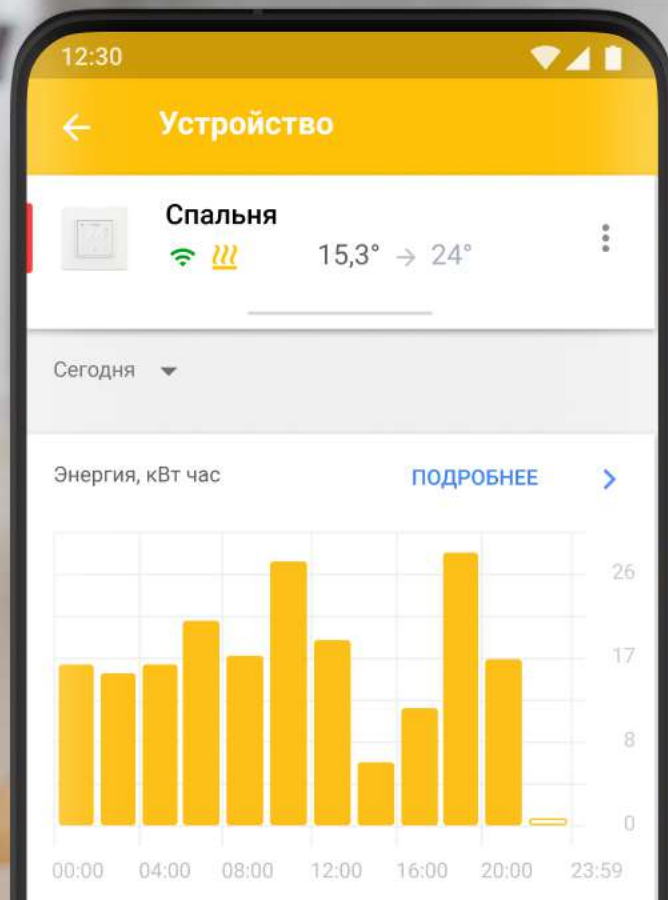 12:30
Устройство
Спальня
15,3° → 24°
Сегодня
Энергия, кВт час ПОДРОБНЕЕ
26
17
8
0
00:00 04:00 08:00 12:00 16:00 20:00 23:59